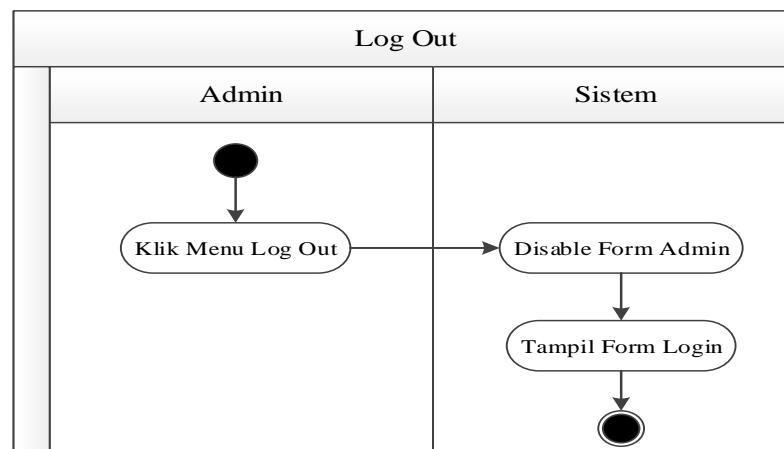 Log Out
Admin
Sistem
Klik Menu Log Out
Disable Form Admin
Tampil Form Login